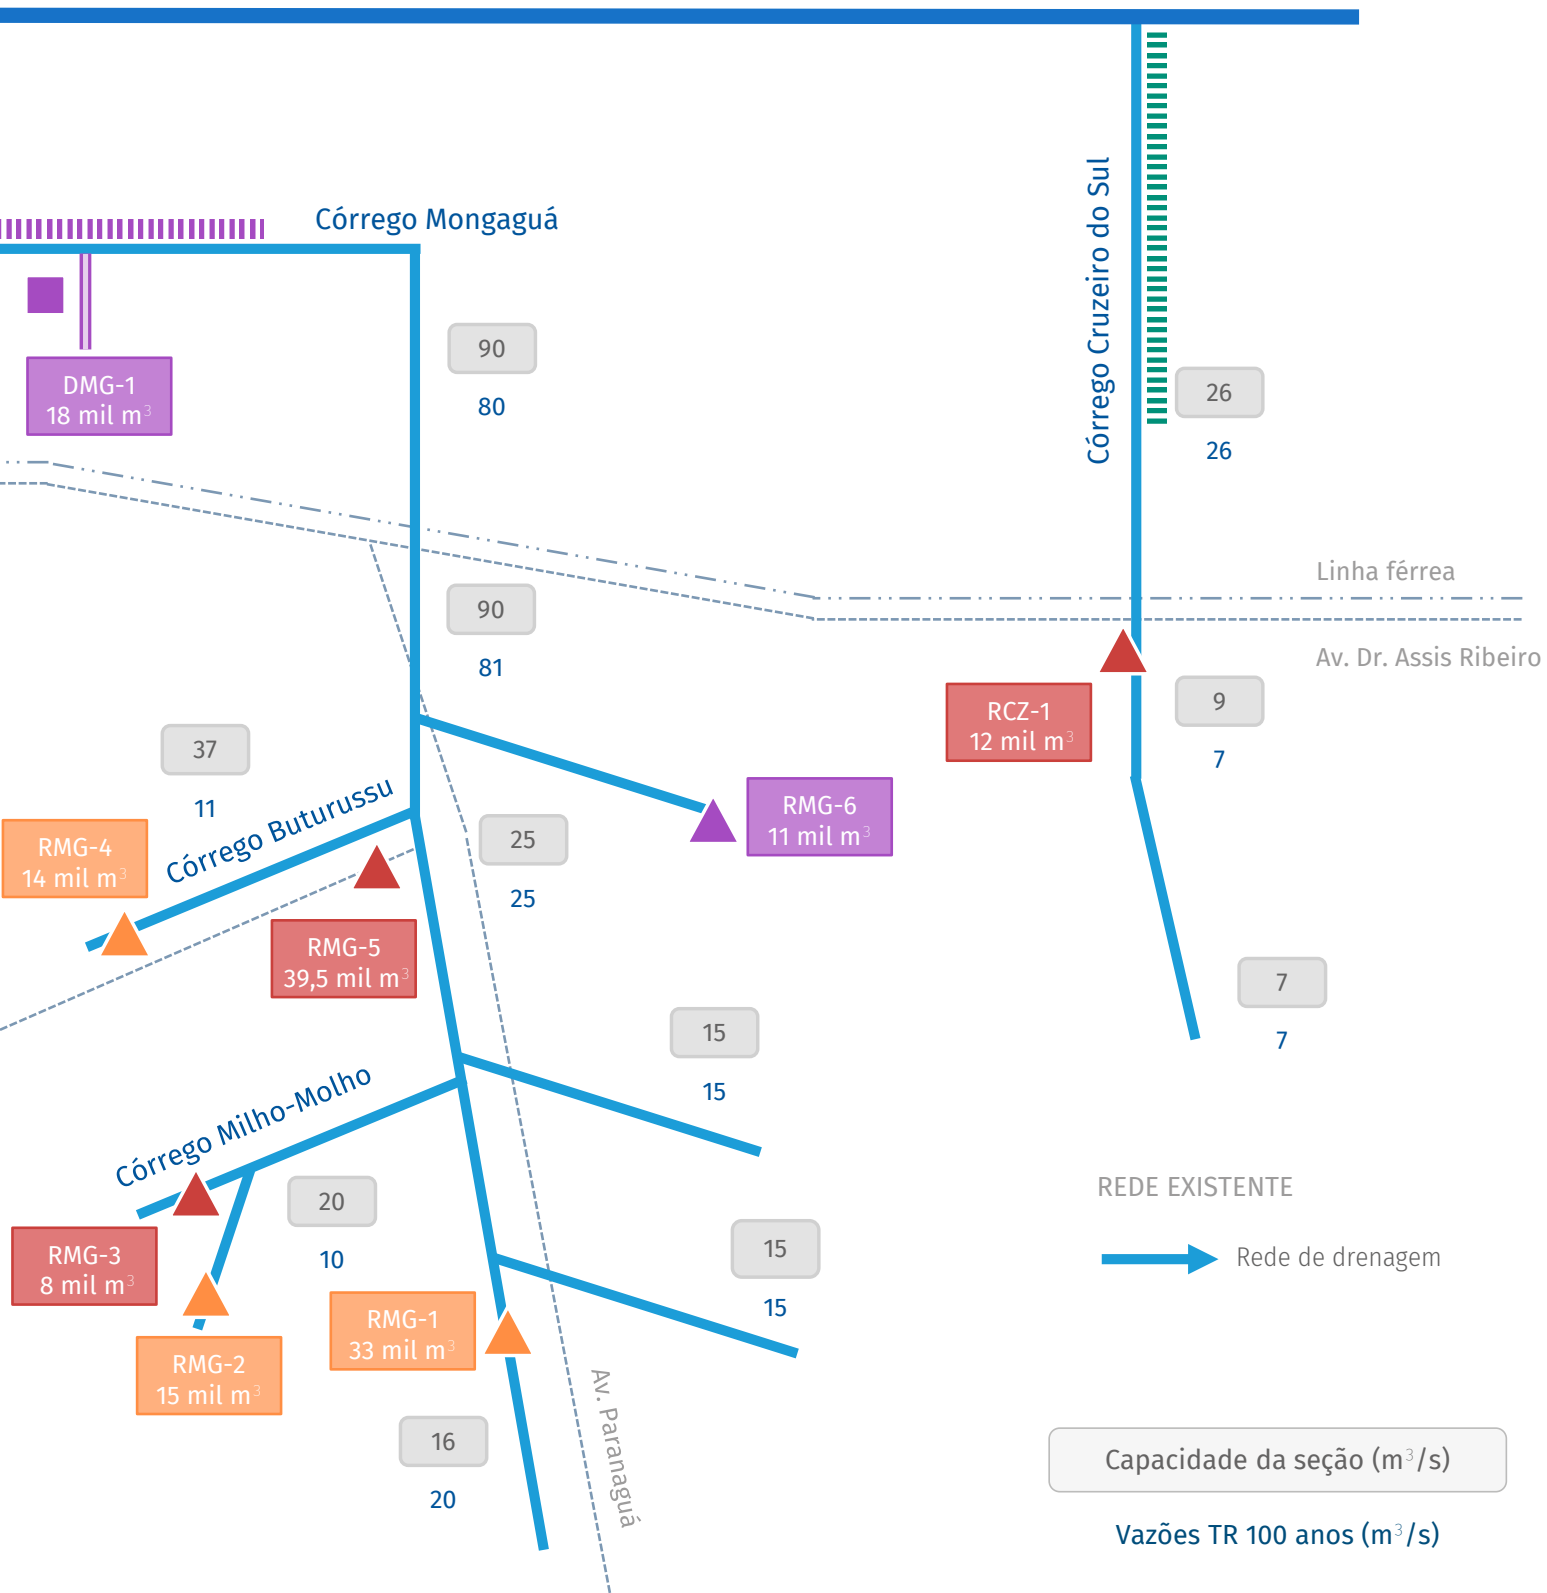 Córrego Mongaguá
Córrego Cruzeiro do Sul
90
80
DMG-1
18 mil m³
26
26
Linha férrea
90
81
Av. Dr. Assis Ribeiro
RCZ-1
12 mil m³
9
7
37
11
Córrego Buturussu
RMG-6
11 mil m³
RMG-4
14 mil m³
25
25
RMG-5
39,5 mil m³
7
7
15
15
Córrego Milho-Molho
20
10
RMG-3
8 mil m³
REDE EXISTENTE
Rede de drenagem
15
15
RMG-1
33 mil m³
RMG-2
15 mil m³
Av. Paranaguá
16
20
Capacidade da seção (m³/s)
Vazões TR 100 anos (m³/s)